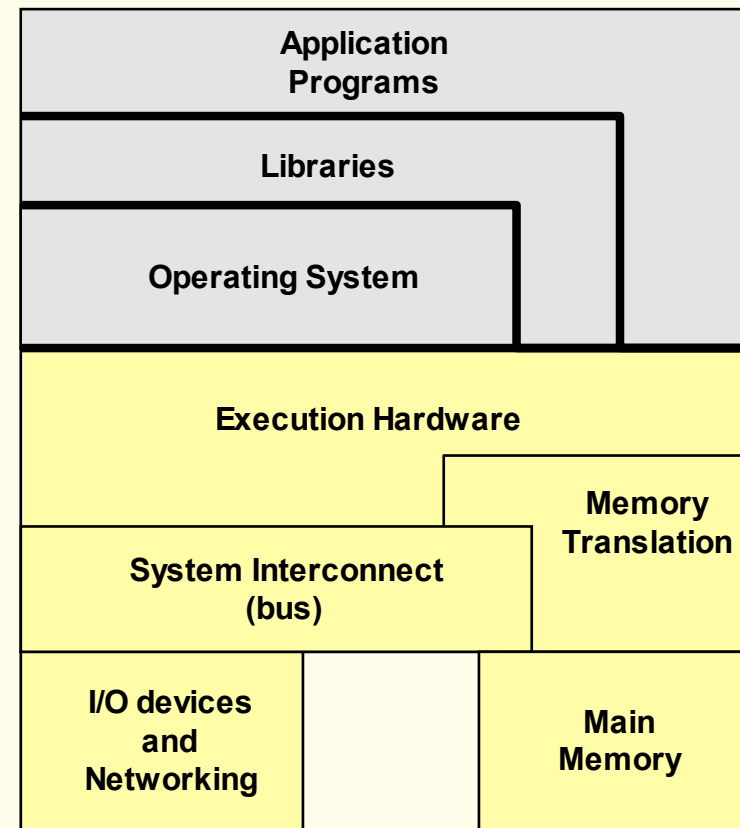 Application
Programs
Libraries
Operating System
Execution Hardware
Memory
Translation
System Interconnect
(bus)
I/O devices
and
Networking
Main
Memory